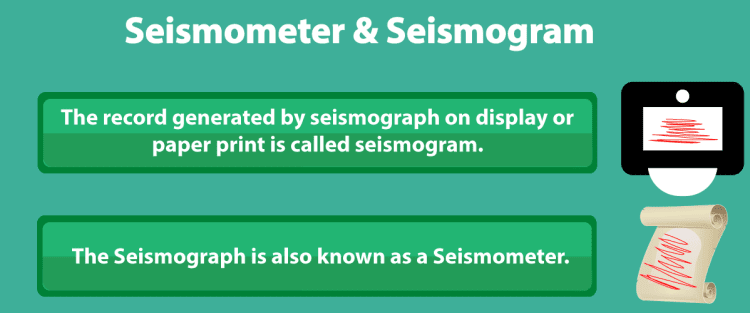 Seismometer & Seismogram
The record generated by seismograph on display or
paper print is called seismogram.
The Seismograph is also known as a Seismometer.